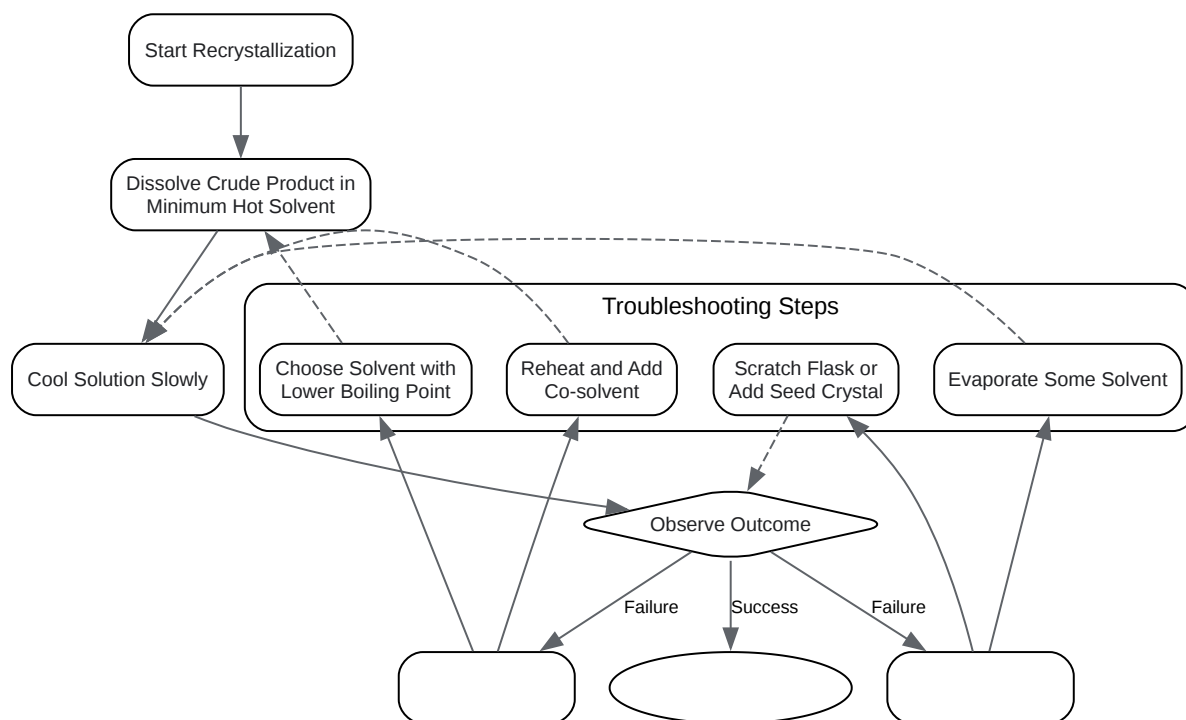 Start Recrystallization
Dissolve Crude Product in
Minimum Hot Solvent
Troubleshooting Steps
Cool Solution Slowly
Choose Solvent with
Lower Boiling Point
Reheat and Add
Co-solvent
Scratch Flask or
Add Seed Crystal
Evaporate Some Solvent
Observe Outcome
Failure
Success
Failure